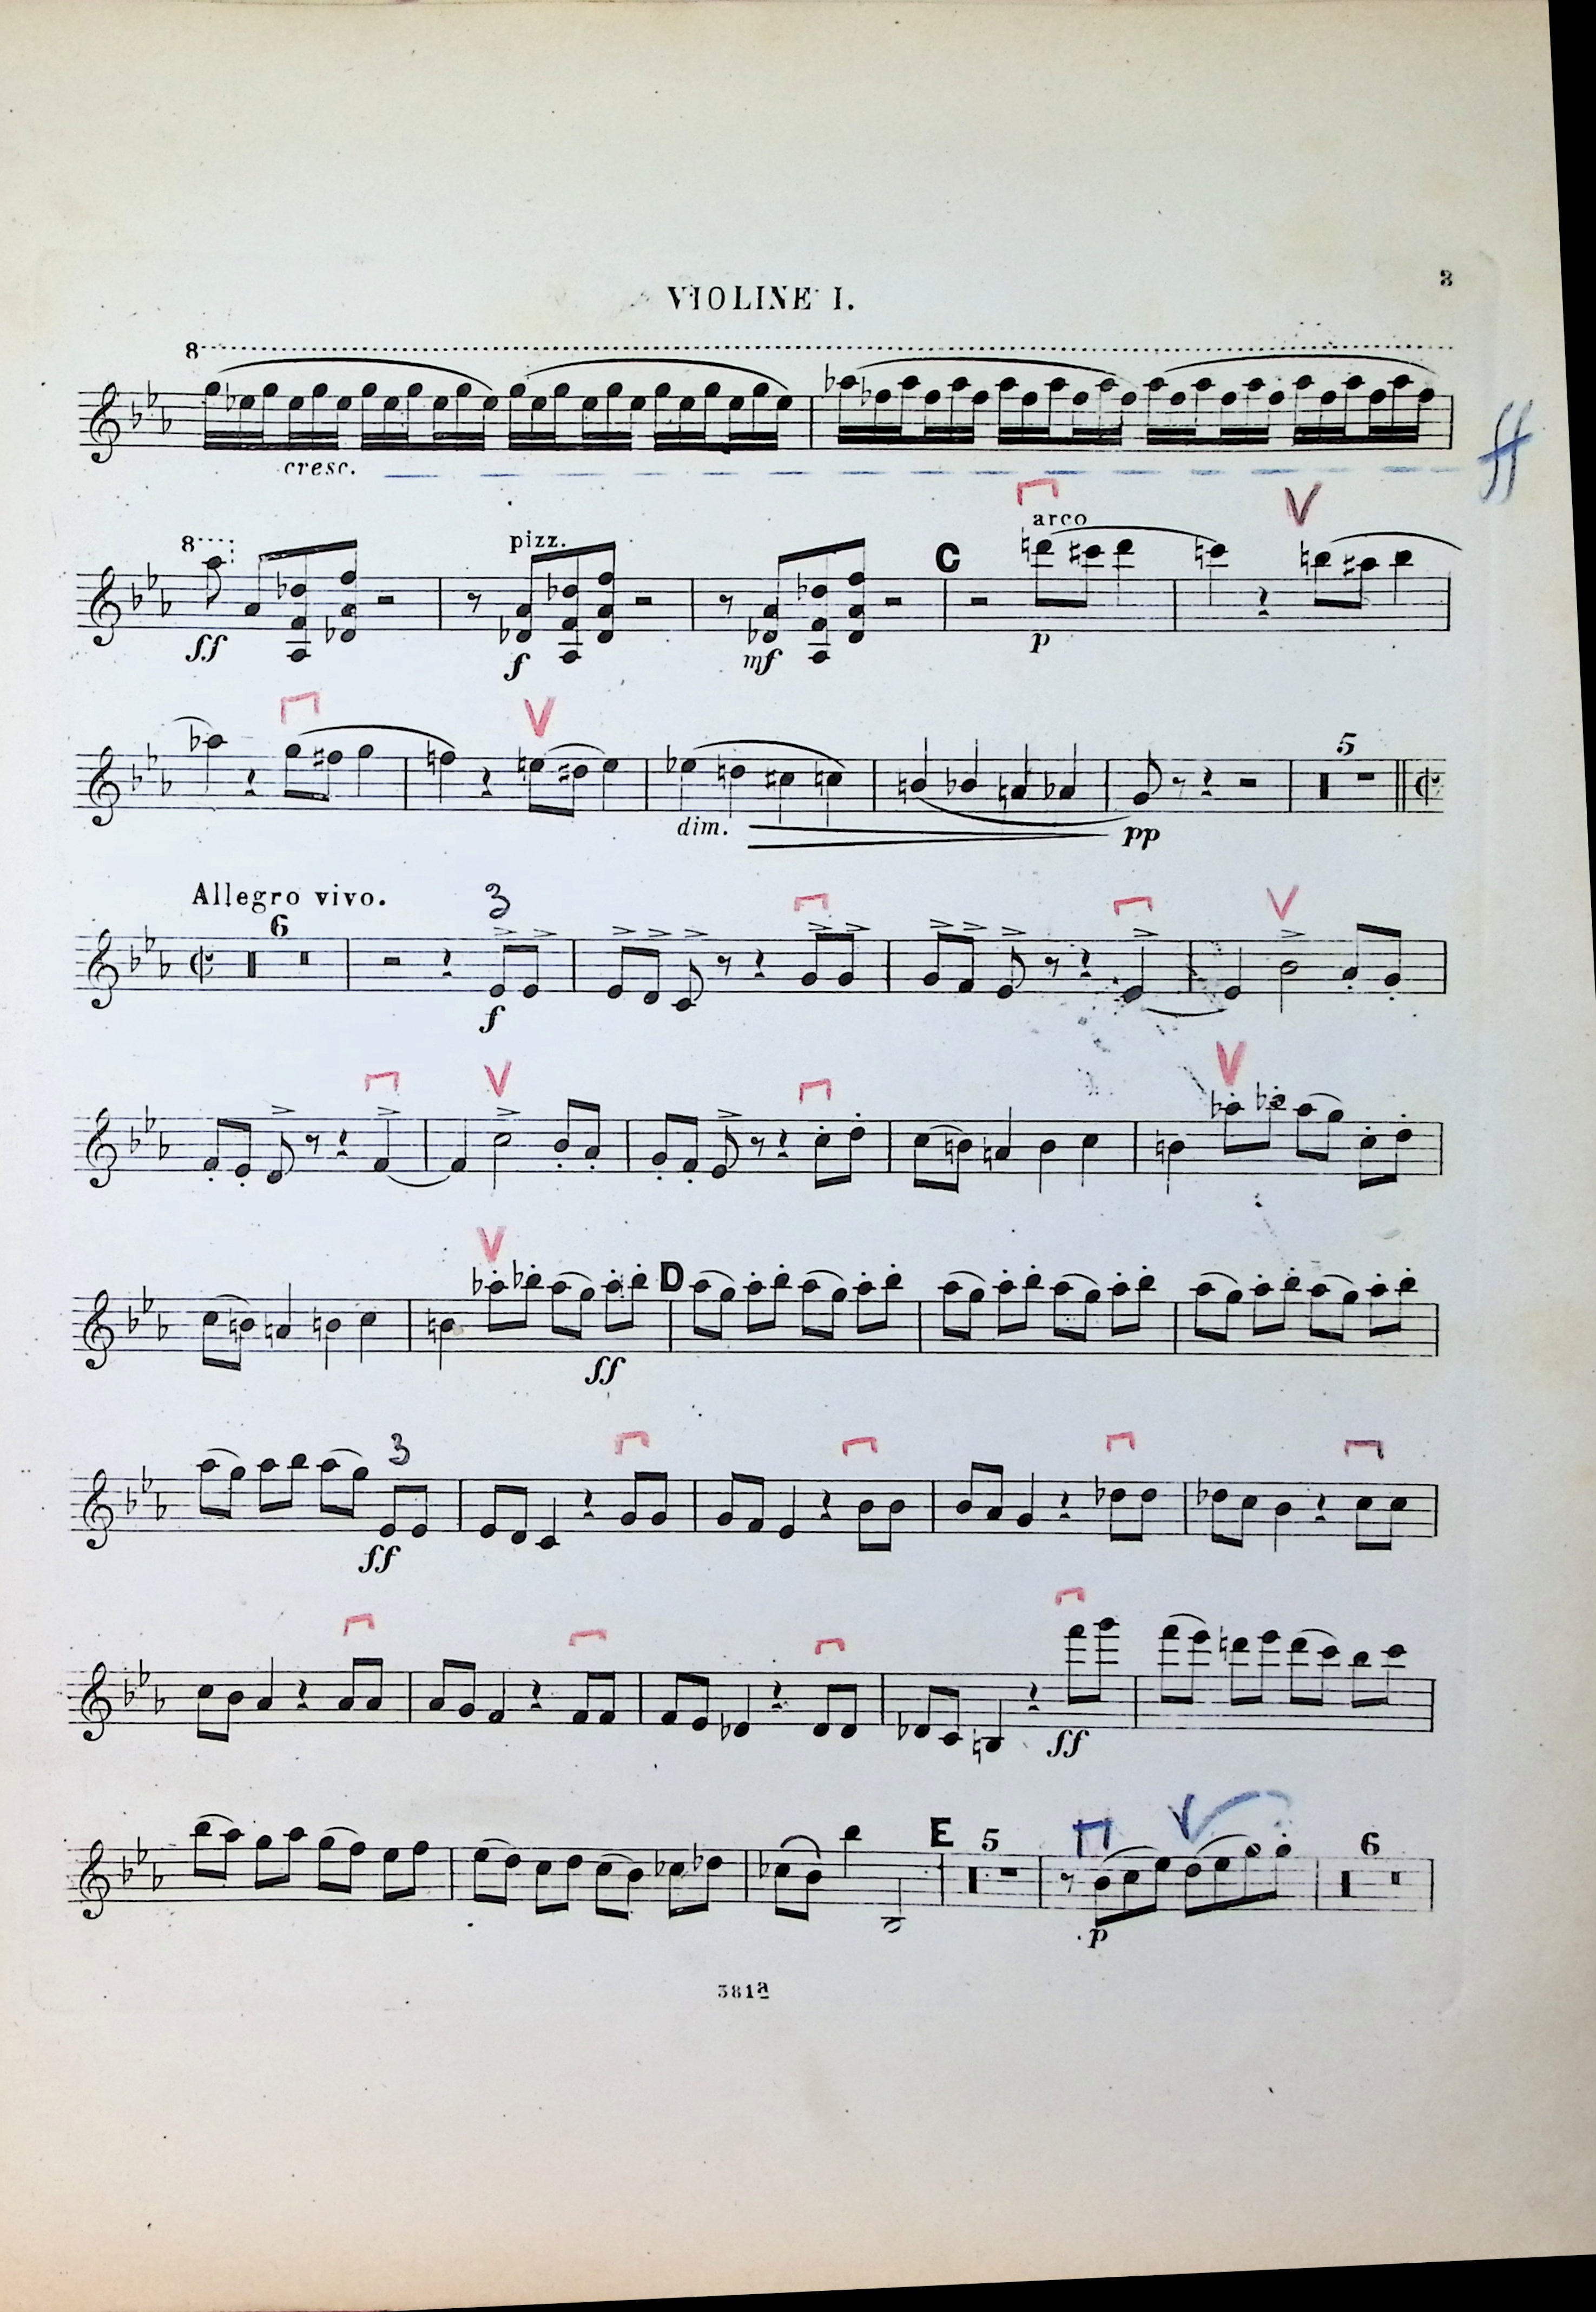 3
VIOLINE I.
8
cresc.
ff
8
pizz.
C
arco
ff
f
mf
p
5
dim.
pp
Allegro vivo.
6
3
f
D
ff
3
ff
ff
E
5
6
p
381a